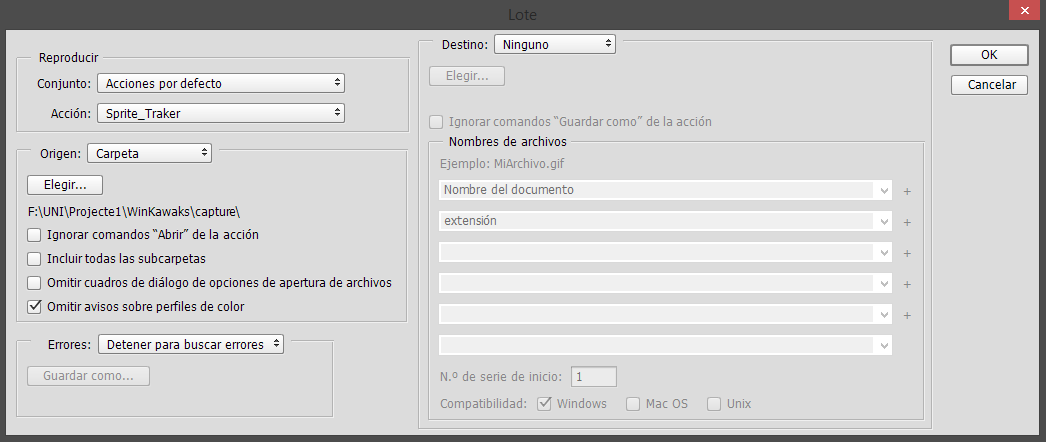 Lote
Reproducir
Conjunto: Acciones por defecto
Acción: Sprite_Traker
Origen: Carpeta
Elegir...
F:\UNI\Projecte1\WinKawaks\capture\
Ignorar comandos “Abrir” de la acción
Incluir todas las subcarpetas
Omitir cuadros de diálogo de opciones de apertura de archivos
Omitir avisos sobre perfiles de color
Errores: Detener para buscar errores
Guardar como...
Destino: Ninguno
Elegir...
Ignorar comandos “Guardar como” de la acción
Nombres de archivos
Ejemplo: MiArchivo.gif
Nombre del documento +
extensión +
+
+
+
N.º de serie de inicio: 1
Compatibilidad: Windows Mac OS Unix
OK
Cancelar